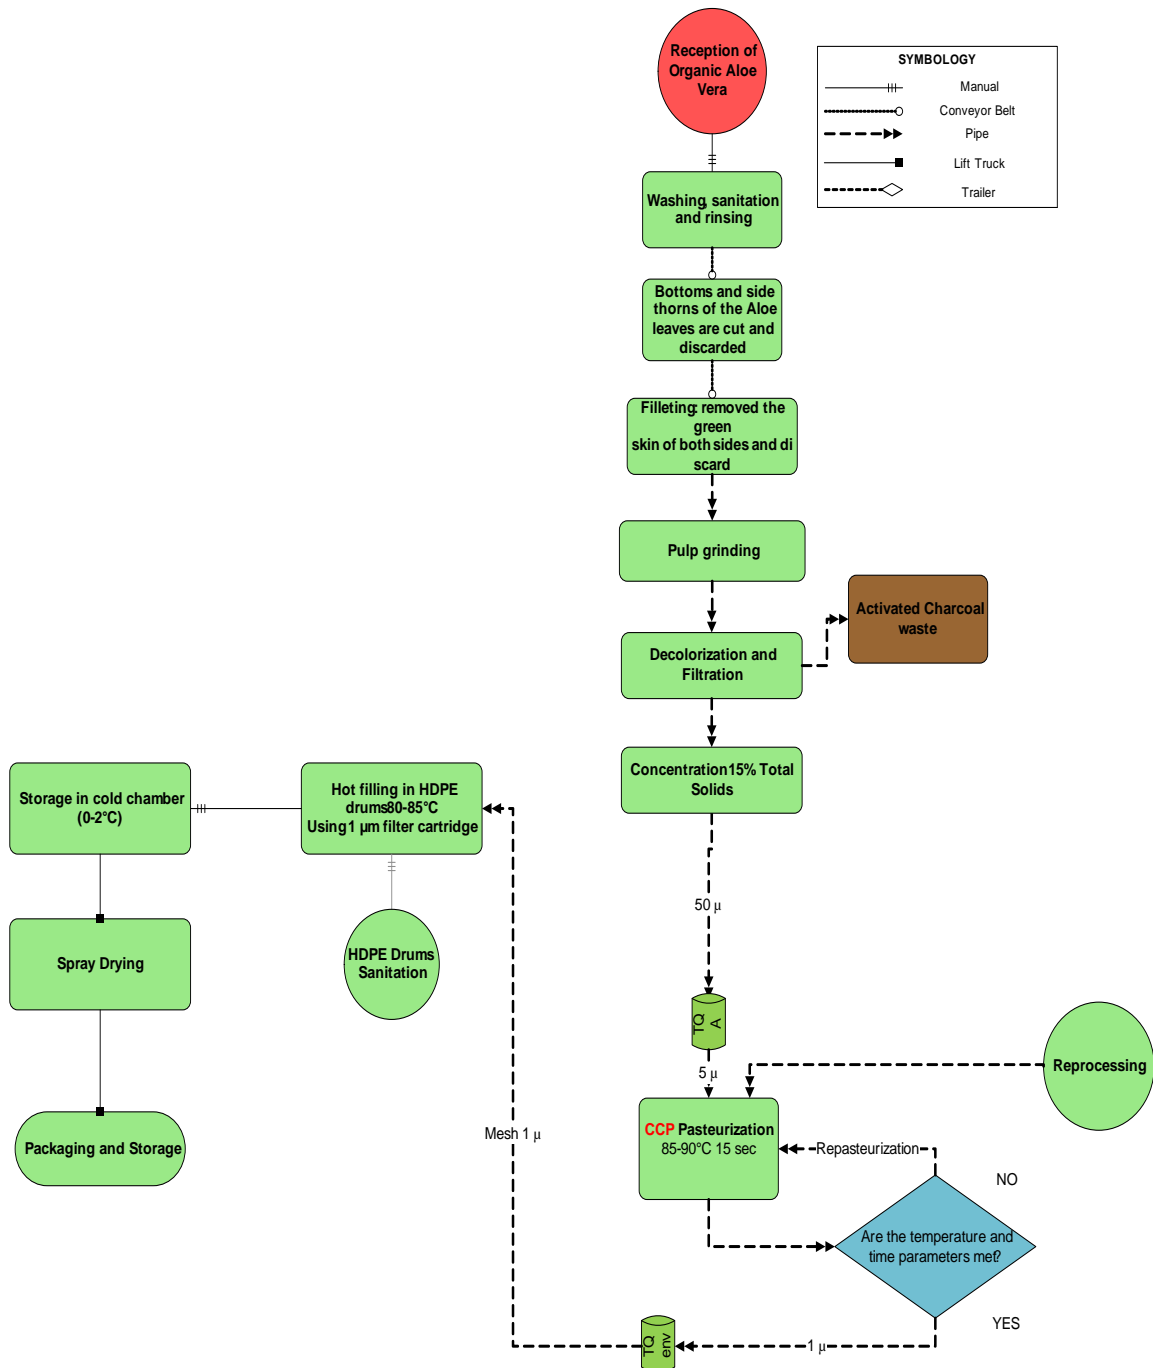 Reception of
Organic Aloe
Vera
SYMBOLOGY
Manual
Conveyor Belt
Pipe
Lift Truck
Trailer
Washing, sanitation
and rinsing
Bottoms and side
thorns of the Aloe
leaves are cut and
discarded
Filleting: removed the
green
skin of both sides and di
scard
Pulp grinding
Activated Charcoal
waste
Decolorization and
Filtration
Concentration15% Total
Solids
Storage in cold chamber
(0-2°C)
Hot filling in HDPE
drums80-85°C
Using 1 µm filter cartridge
50 µ
Spray Drying
HDPE Drums
Sanitation
TQ
A
5 µ
Reprocessing
CCP Pasteurization
85-90°C 15 sec
Packaging and Storage
Mesh 1 µ
Repasteurization
NO
Are the temperature and
time parameters met?
YES
TQ
env
1 µ